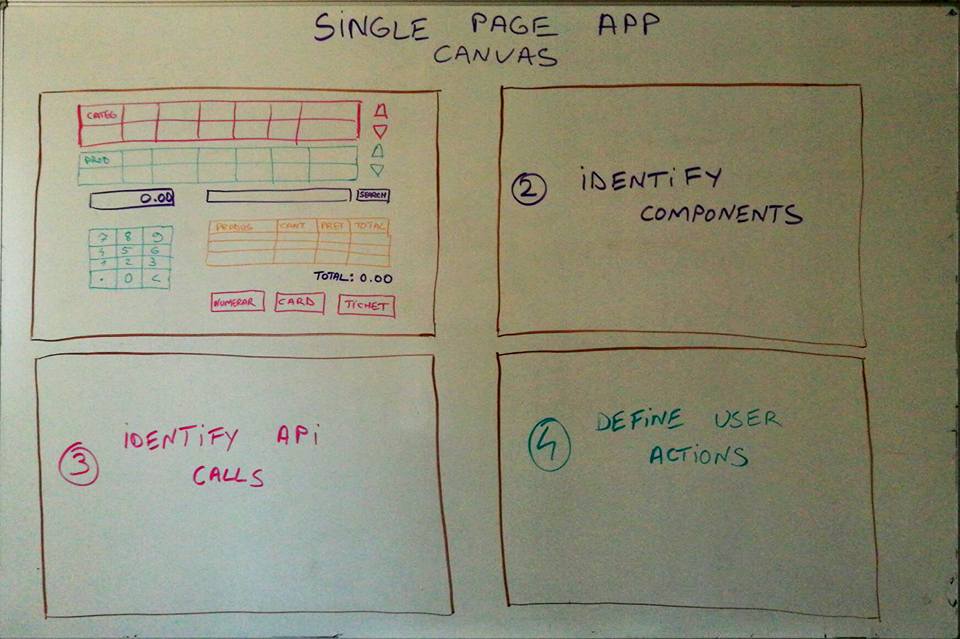 SINGLE PAGE APP
CANVAS
CATEG
PROD
0.00
SEARCH
7 8 9
4 5 6
1 2 3
. 0 <
PRODUS CANT PRET TOTAL
TOTAL: 0.00
NUMERAR CARD TICHET
2 IDENTIFY
COMPONENTS
3 IDENTIFY API
CALLS
4 DEFINE USER
ACTIONS